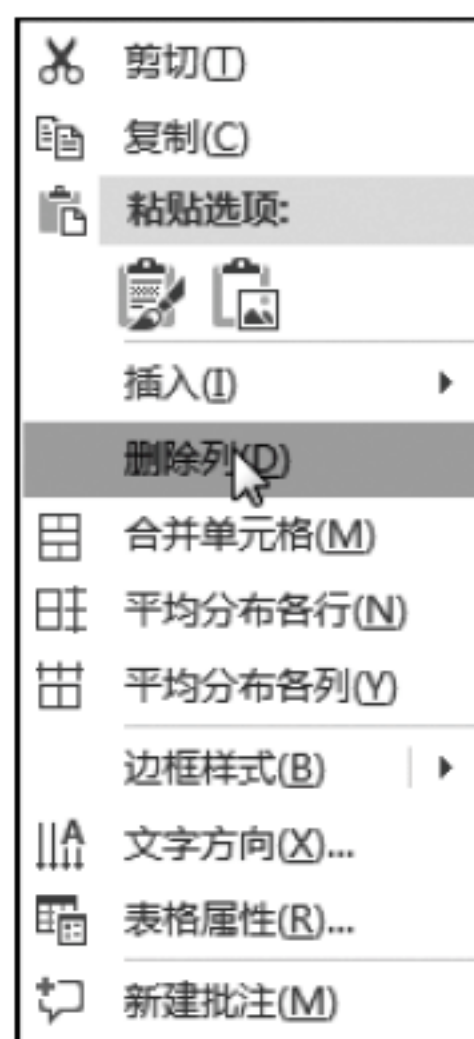 剪切(T)
复制(C)
粘贴选项:
插入(I)
删除列(D)
合并单元格(M)
平均分布各行(N)
平均分布各列(Y)
边框样式(B)
文字方向(X)...
表格属性(R)...
新建批注(M)